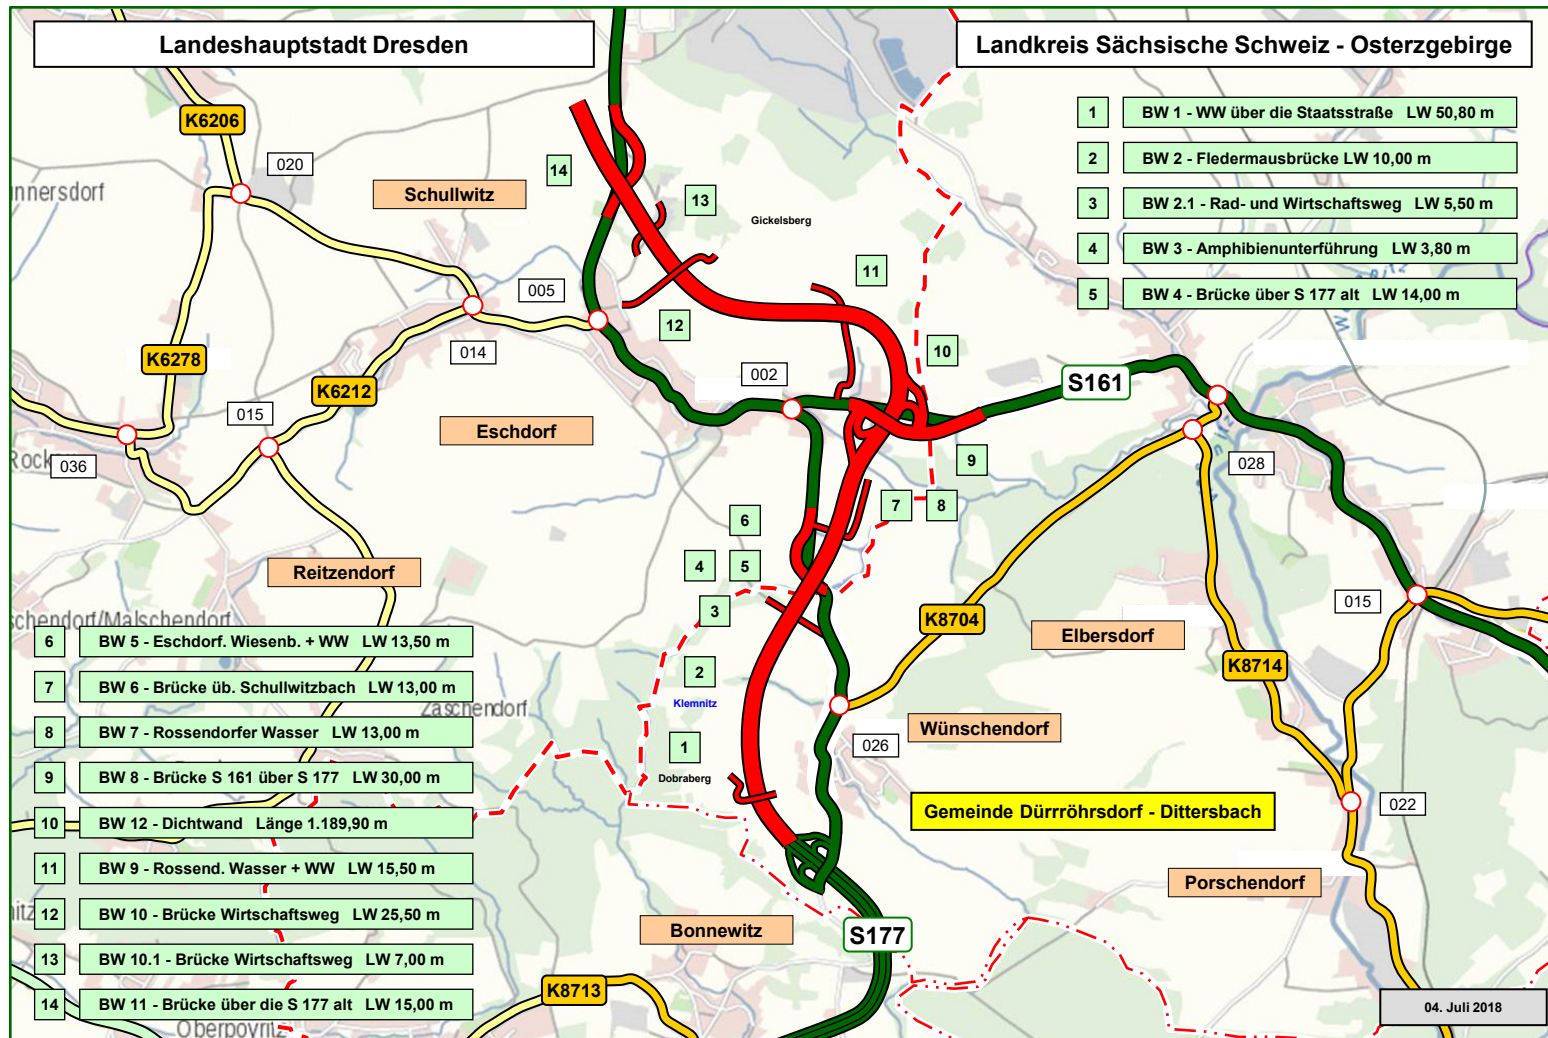 Landeshauptstadt Dresden
Landkreis Sächsische Schweiz - Osterzgebirge
1 BW 1 - WW über die Staatsstraße LW 50,80 m
2 BW 2 - Fledermausbrücke LW 10,00 m
3 BW 2.1 - Rad- und Wirtschaftsweg LW 5,50 m
4 BW 3 - Amphibienunterführung LW 3,80 m
5 BW 4 - Brücke über S 177 alt LW 14,00 m
K6206
020
14
Schullwitz
13
Gickelsberg
nnersdorf
11
005
12
10
K6278
014
002
S161
K6212
015
Eschdorf
036
9
028
7
8
6
4
5
Reitzendorf
3
015
K8704
Elbersdorf
schendorf/Malschendorf
6 BW 5 - Eschdorf. Wiesenb. + WW LW 13,50 m
7 BW 6 - Brücke üb. Schullwitzbach LW 13,00 m
8 BW 7 - Rossendorfer Wasser LW 13,00 m
9 BW 8 - Brücke S 161 über S 177 LW 30,00 m
10 BW 12 - Dichtwand Länge 1.189,90 m
11 BW 9 - Rossend. Wasser + WW LW 15,50 m
12 BW 10 - Brücke Wirtschaftsweg LW 25,50 m
13 BW 10.1 - Brücke Wirtschaftsweg LW 7,00 m
14 BW 11 - Brücke über die S 177 alt LW 15,00 m
K8714
2
Klemnitz
Zaschendorf
Wünschendorf
1
026
Dobraberg
022
Gemeinde Dürrröhrsdorf - Dittersbach
Porschendorf
Bonnewitz
S177
K8713
04. Juli 2018
Oberpoyritz